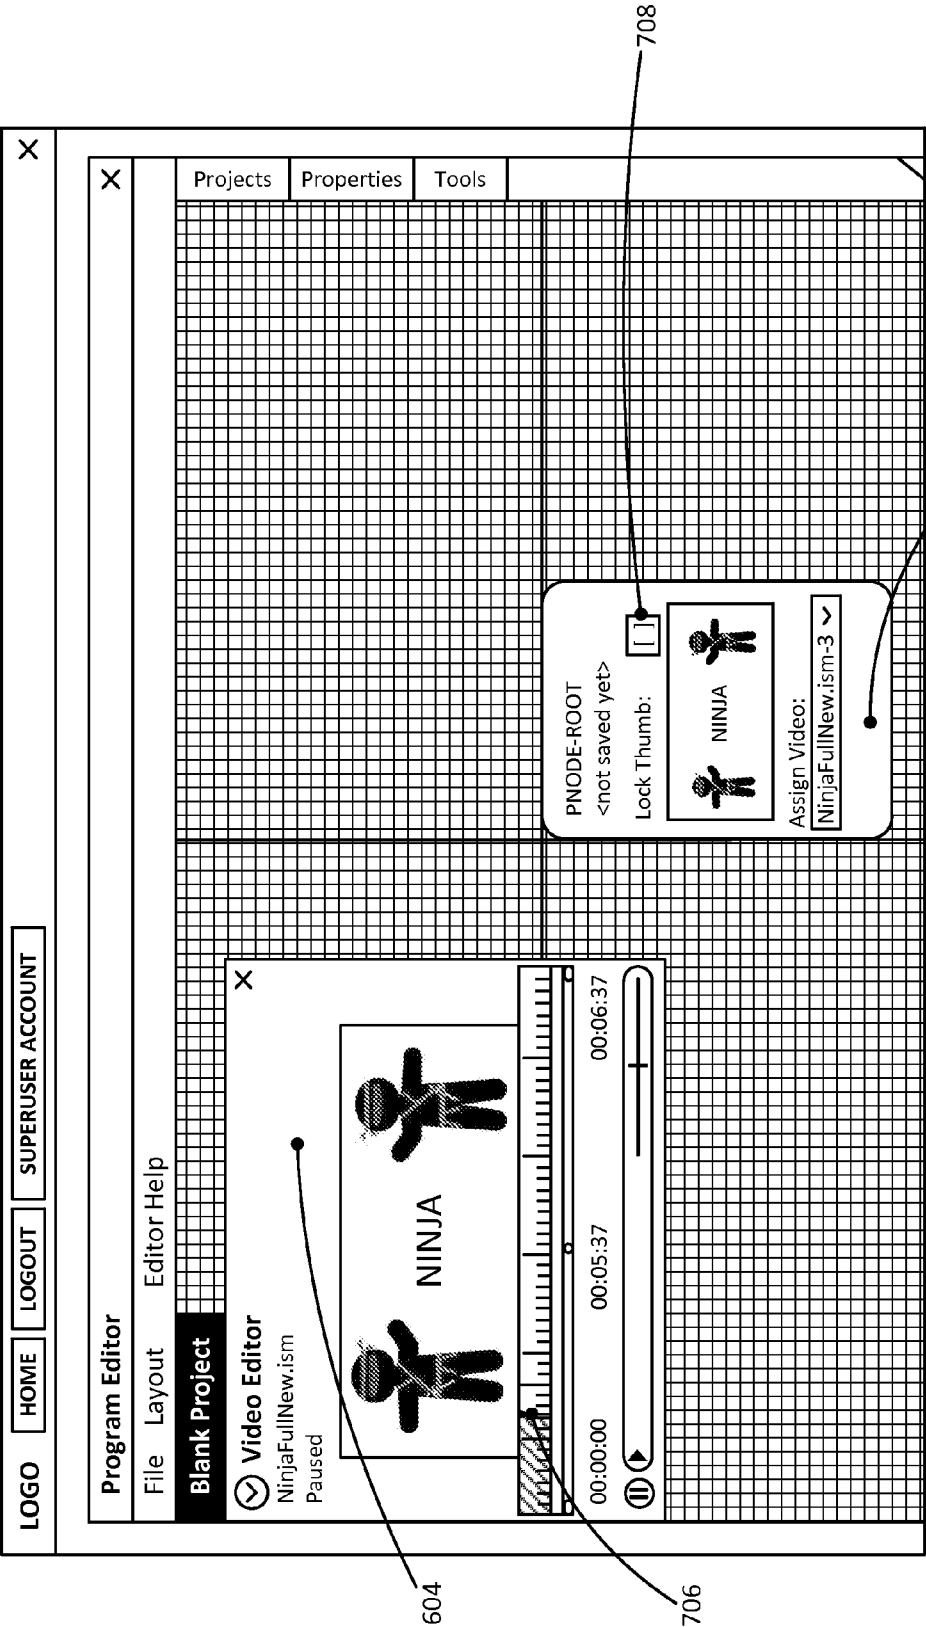 LOGO HOME LOGOUT SUPERUSER ACCOUNT X
Program Editor X
File Layout Editor Help
Blank Project
Projects
Properties
Tools
Video Editor X
NinjaFullNew.ism
Paused
NINJA
00:00:00 00:05:37 00:06:37
PNODE-ROOT
<not saved yet>
Lock Thumb: [ ]
NINJA
Assign Video:
NinjaFullNew.ism-3
604
706
708